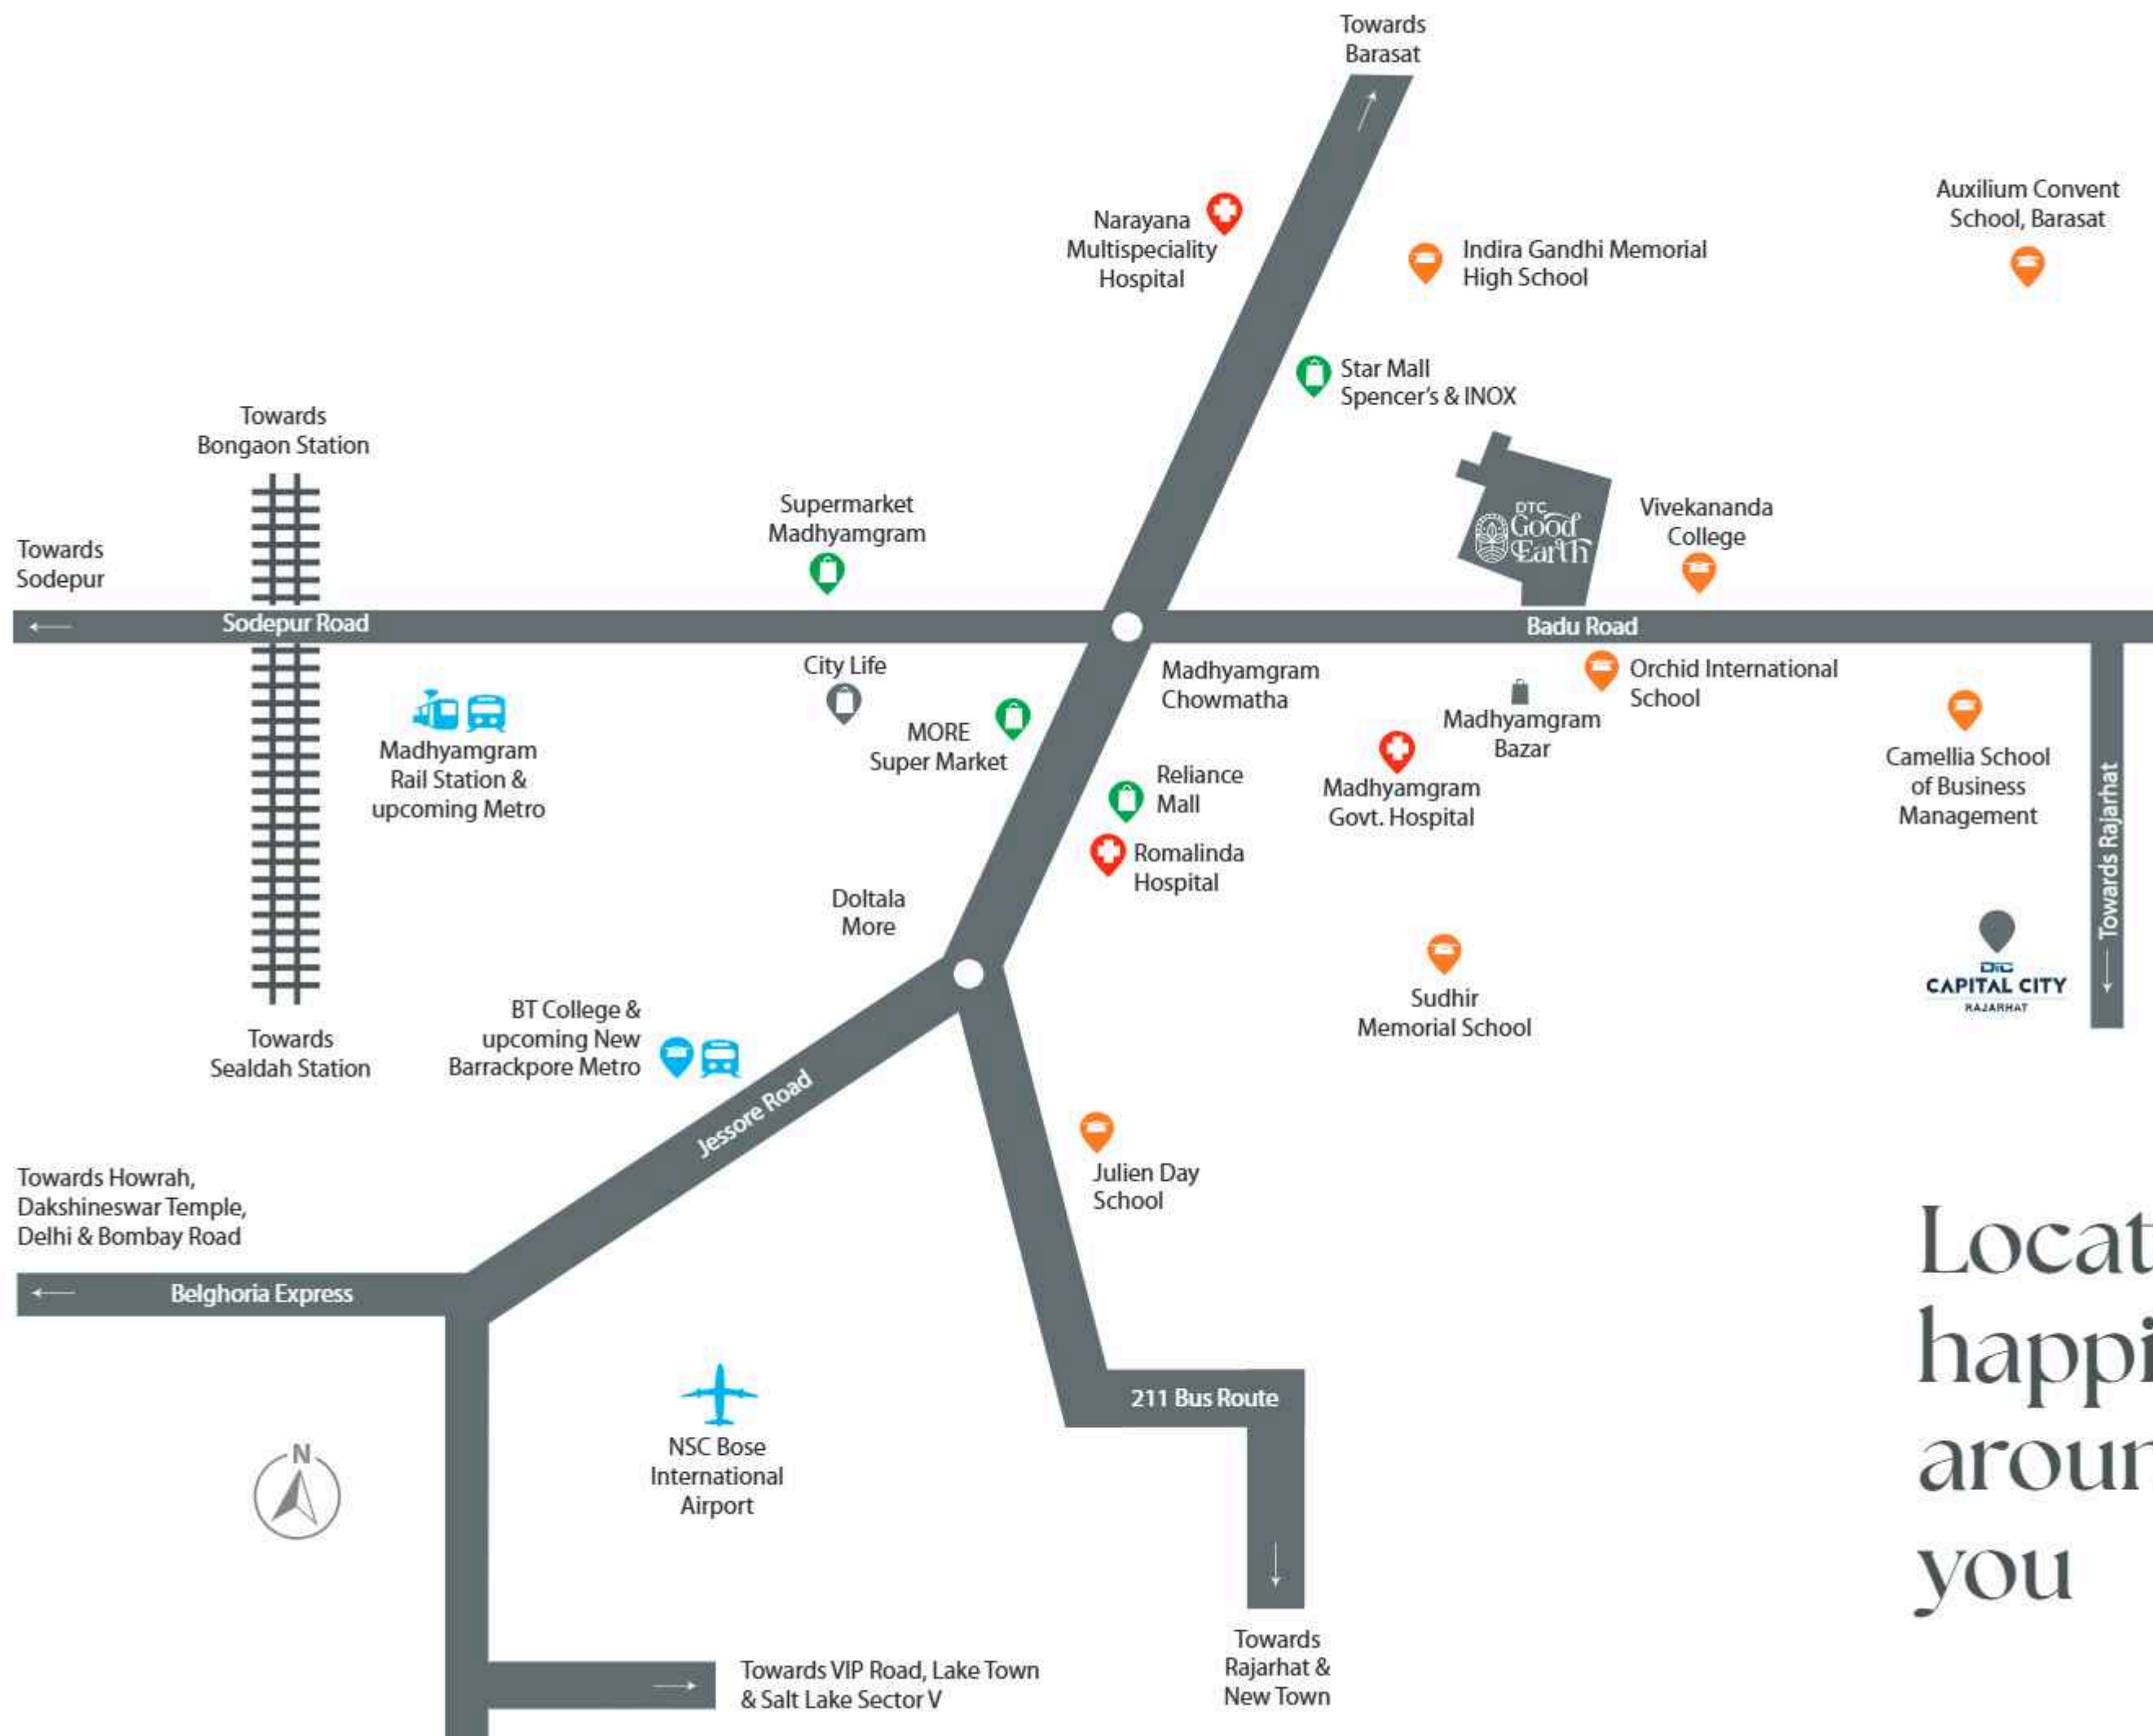 Towards
Barasat
Narayana
Multispeciality
Hospital
Indira Gandhi Memorial
High School
Auxilium Convent
School, Barasat
Star Mall
Spencer's & INOX
Towards
Bongaon Station
Supermarket
Madhyamgram
DTC
Good
Earth
Vivekananda
College
Towards
Sodepur
Sodepur Road
Badu Road
City Life
MORE
Super Market
Madhyamgram
Chowmatha
Orchid International
School
Madhyamgram
Bazar
Madhyamgram
Rail Station &
upcoming Metro
Reliance
Mall
Madhyamgram
Govt. Hospital
Camellia School
of Business
Management
Towards Rajarhat
Romalinda
Hospital
Doltala
More
DTC
CAPITAL CITY
RAJARHAT
Sudhir
Memorial School
Towards
Sealdah Station
BT College &
upcoming New
Barrackpore Metro
Jessore Road
Julien Day
School
Towards Howrah,
Dakshineswar Temple,
Delhi & Bombay Road
Belghoria Express
211 Bus Route
N
NSC Bose
International
Airport
Towards
Rajarhat &
New Town
Towards VIP Road, Lake Town
& Salt Lake Sector V
Locat
happi
aroun
you